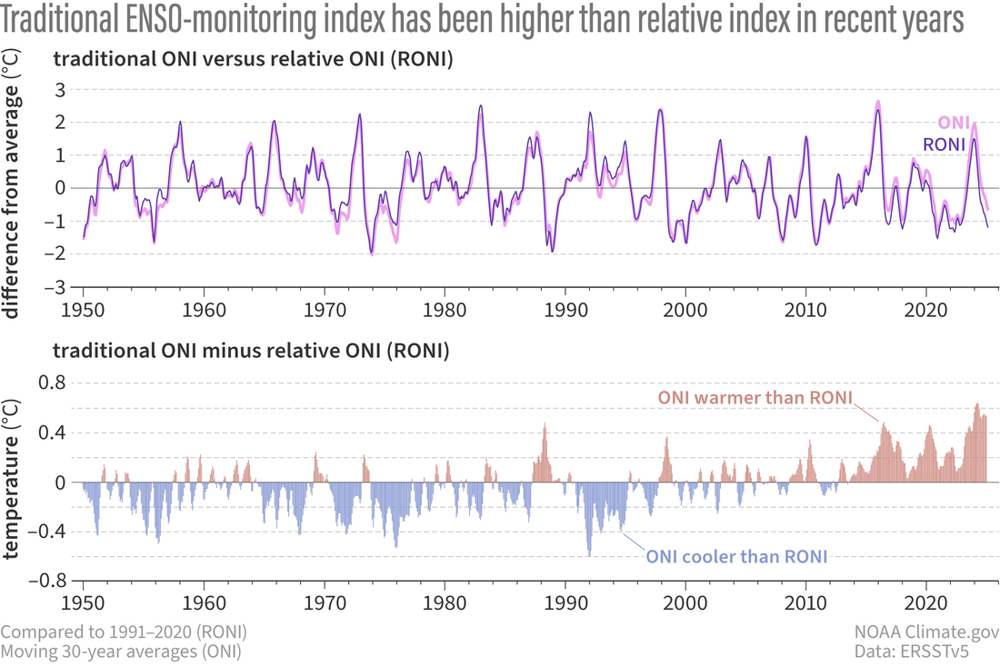 Traditional ENSO-monitoring index has been higher than relative index in recent years
traditional ONI versus relative ONI (RONI)
difference from average (°C)
3
2
1
0
−1
−2
−3
ONI
RONI
1950 1960 1970 1980 1990 2000 2010 2020
traditional ONI minus relative ONI (RONI)
temperature (°C)
0.8
0.4
0
−0.4
−0.8
ONI warmer than RONI
ONI cooler than RONI
1950 1960 1970 1980 1990 2000 2010 2020
Compared to 1991–2020 (RONI)
Moving 30-year averages (ONI)
NOAA Climate.gov
Data: ERSSTv5